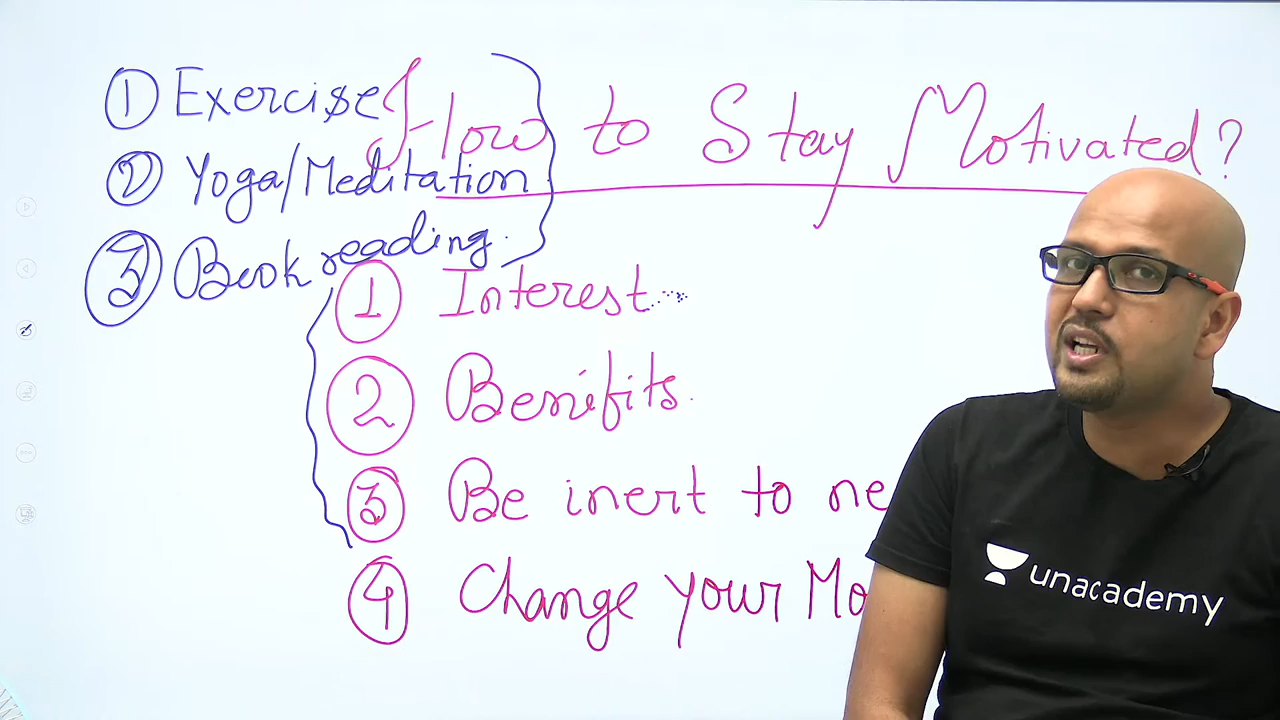 ① Exercise
② Yoga/Meditation
③ Book reading.
How to Stay Motivated?
① Interest
② Benifits.
③ Be inert to ne
④ Change your Mo
unacademy